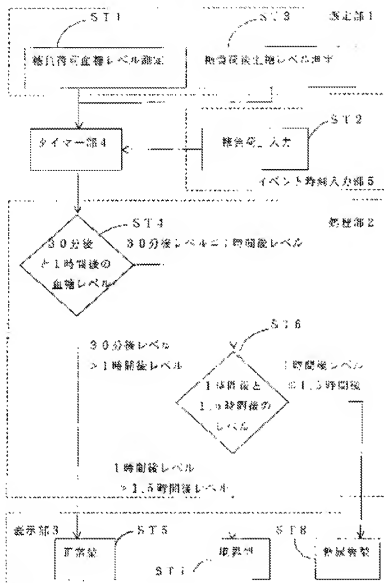 ST1
ST3
測定部1
糖負荷前血糖レベル測定
糖負荷後血糖レベル測定
ST2
タイマー部4
糖負荷 入力
イベント時刻入力部5
処理部2
ST4
30分後
と1時間後の
血糖レベル
30分後レベル≦1時間後レベル
ST6
30分後レベル
>1時間後レベル
1時間後と
1.5時間後の
レベル
1時間後レベル
≦1.5時間後
1時間後レベル
>1.5時間後レベル
表示部3
ST5
ST8
正常型
境界型
糖尿病型
ST7